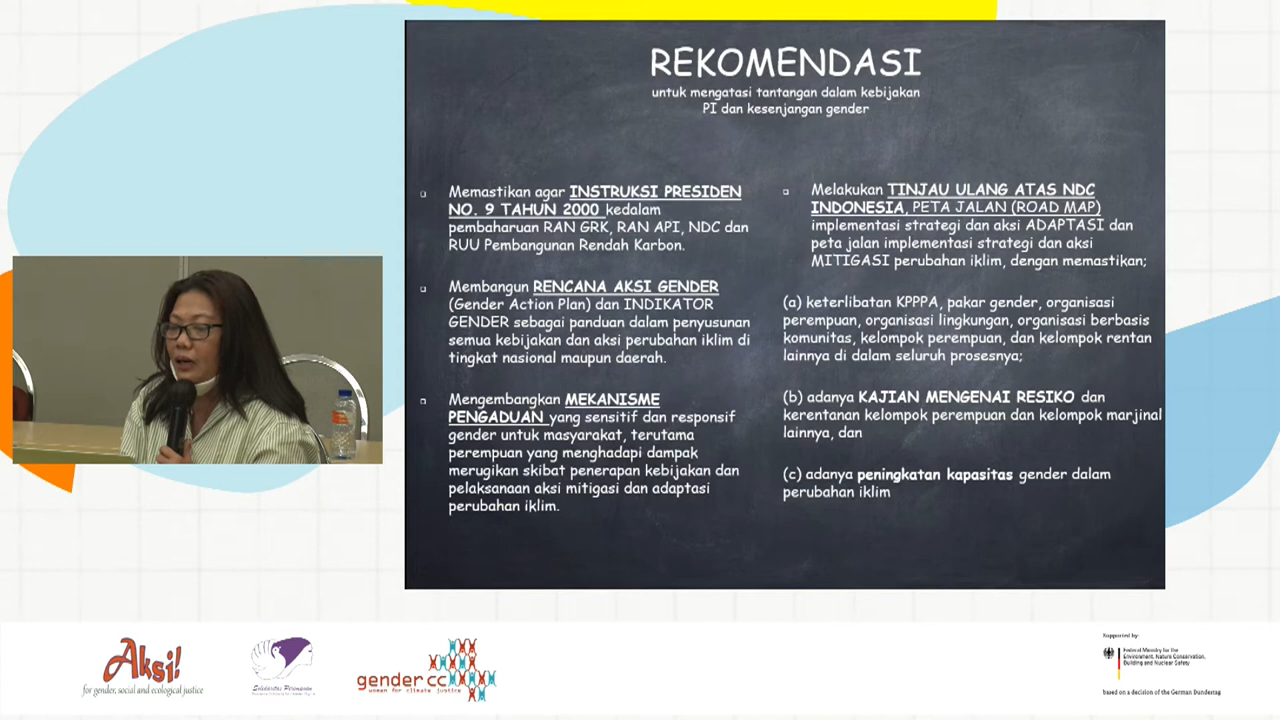 REKOMENDASI
untuk mengatasi tantangan dalam kebijakan
PI dan kesenjangan gender
Memastikan agar INSTRUKSI PRESIDEN
NO. 9 TAHUN 2000 kedalam
pembaharuan RAN GRK, RAN API, NDC dan
RUU Pembangunan Rendah Karbon.
Membangun RENCANA AKSI GENDER
(Gender Action Plan) dan INDIKATOR
GENDER sebagai panduan dalam penyusunan
semua kebijakan dan aksi perubahan iklim di
tingkat nasional maupun daerah.
Mengembangkan MEKANISME
PENGADUAN yang sensitif dan responsif
gender untuk masyarakat, terutama
perempuan yang menghadapi dampak
merugikan skibat penerapan kebijakan dan
pelaksanaan aksi mitigasi dan adaptasi
perubahan iklim.
Melakukan TINJAU ULANG ATAS NDC
INDONESIA, PETA JALAN (ROAD MAP)
implementasi strategi dan aksi ADAPTASI dan
peta jalan implementasi strategi dan aksi
MITIGASI perubahan iklim, dengan memastikan;
(a) keterlibatan KPPPA, pakar gender, organisasi
perempuan, organisasi lingkungan, organisasi berbasis
komunitas, kelompok perempuan, dan kelompok rentan
lainnya di dalam seluruh prosesnya;
(b) adanya KAJIAN MENGENAI RESIKO dan
kerentanan kelompok perempuan dan kelompok marjinal
lainnya, dan
(c) adanya peningkatan kapasitas gender dalam
perubahan iklim
Aksi!
for gender, social and ecological justice
Solidaritas Perempuan
gender cc
women for climate justice
Supported by:
Federal Ministry for the
Environment, Nature Conservation,
Building and Nuclear Safety
based on a decision of the German Bundestag